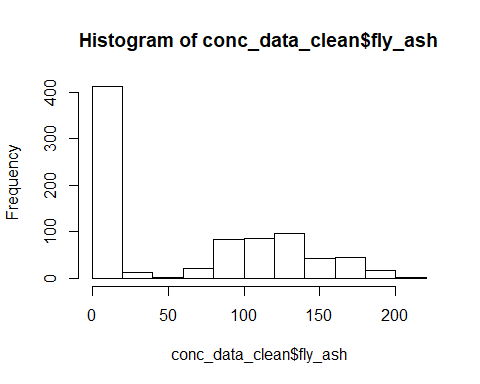 Histogram of conc_data_clean$fly_ash
Frequency
400
300
200
100
0
0 50 100 150 200
conc_data_clean$fly_ash